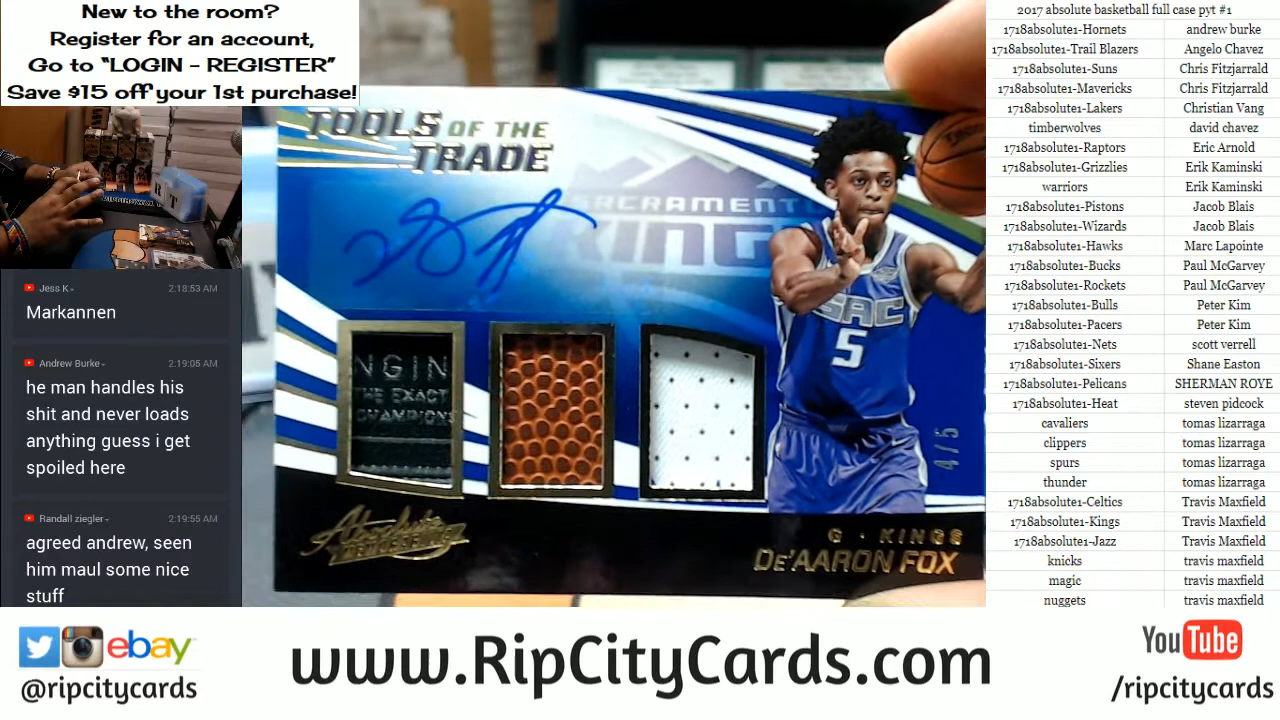 New to the room?
Register for an account,
Go to "LOGIN - REGISTER"
Save $15 off your 1st purchase!
Jess K 2:18:53 AM
Markannen
Andrew Burke 2:19:05 AM
he man handles his
shit and never loads
anything guess i get
spoiled here
Randall ziegler 2:19:55 AM
agreed andrew, seen
him maul some nice
stuff
TOOLS OF THE
TRADE
SACRAMENT
KING
SAC
5
NGIN
HE EXACT
CHAMPIONS
4/5
Absolute
MEMORABILIA
G · KINGS
DE'AARON FOX
2017 absolute basketball full case pyt #1
1718absolute1-Hornets andrew burke
1718absolute1-Trail Blazers Angelo Chavez
1718absolute1-Suns Chris Fitzjarrald
1718absolute1-Mavericks Chris Fitzjarrald
1718absolute1-Lakers Christian Vang
timberwolves david chavez
1718absolute1-Raptors Eric Arnold
1718absolute1-Grizzlies Erik Kaminski
warriors Erik Kaminski
1718absolute1-Pistons Jacob Blais
1718absolute1-Wizards Jacob Blais
1718absolute1-Hawks Marc Lapointe
1718absolute1-Bucks Paul McGarvey
1718absolute1-Rockets Paul McGarvey
1718absolute1-Bulls Peter Kim
1718absolute1-Pacers Peter Kim
1718absolute1-Nets scott verrell
1718absolute1-Sixers Shane Easton
1718absolute1-Pelicans SHERMAN ROYE
1718absolute1-Heat steven pidcock
cavaliers tomas lizarraga
clippers tomas lizarraga
spurs tomas lizarraga
thunder tomas lizarraga
1718absolute1-Celtics Travis Maxfield
1718absolute1-Kings Travis Maxfield
1718absolute1-Jazz Travis Maxfield
knicks travis maxfield
magic travis maxfield
nuggets travis maxfield
ebay
@ripcitycards
www.RipCityCards.com
YouTube
/ripcitycards